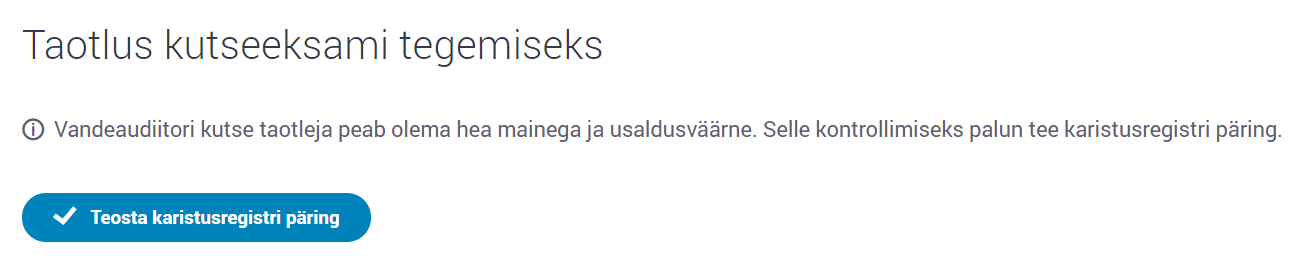 Taotlus kutseeksami tegemiseks
Vandeaudiitori kutse taotleja peab olema hea mainega ja usaldusväärne. Selle kontrollimiseks palun tee karistusregistri päring.
Teosta karistusregistri päring